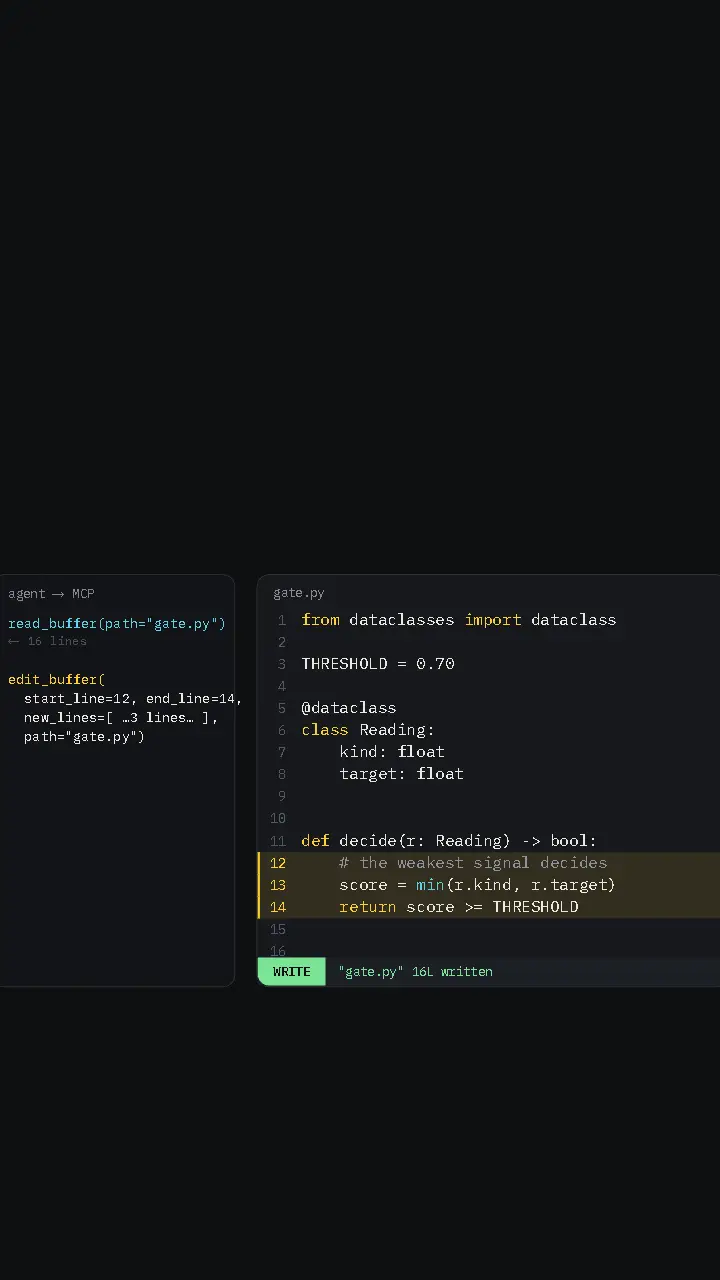 agent → MCP
read_buffer(path="gate.py")
← 16 lines
edit_buffer(
  start_line=12, end_line=14,
  new_lines=[ …3 lines… ],
  path="gate.py")
gate.py
1 from dataclasses import dataclass
2
3 THRESHOLD = 0.70
4
5 @dataclass
6 class Reading:
7     kind: float
8     target: float
9
10
11 def decide(r: Reading) -> bool:
12     # the weakest signal decides
13     score = min(r.kind, r.target)
14     return score >= THRESHOLD
15
16
WRITE "gate.py" 16L written